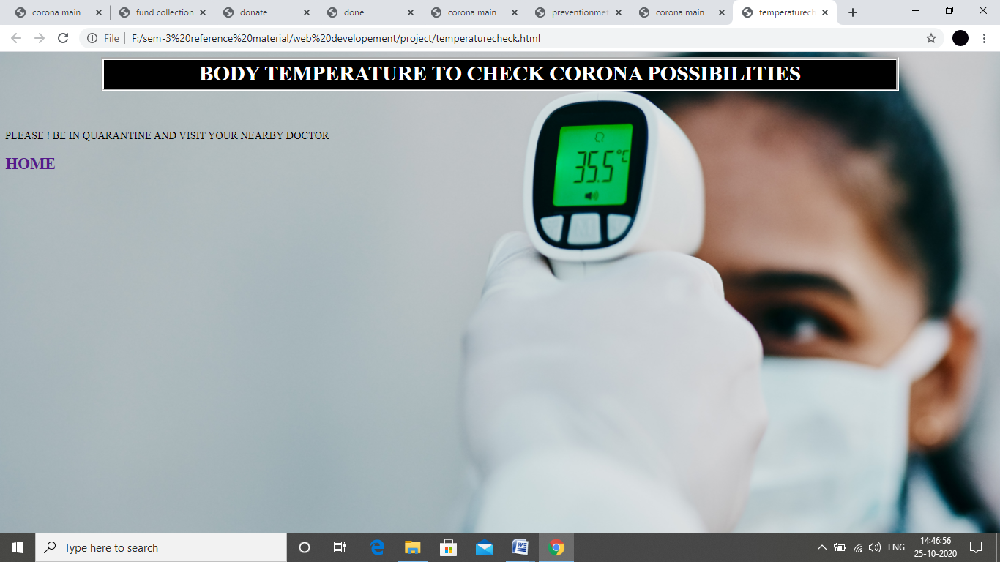 corona main
fund collection
donate
done
corona main
preventionmet
corona main
temperaturech
File
F:/sem-3%20reference%20material/web%20developement/project/temperaturecheck.html
BODY TEMPERATURE TO CHECK CORONA POSSIBILITIES
35.5°C
PLEASE ! BE IN QUARANTINE AND VISIT YOUR NEARBY DOCTOR
HOME
Type here to search
ENG
14:46:56
25-10-2020